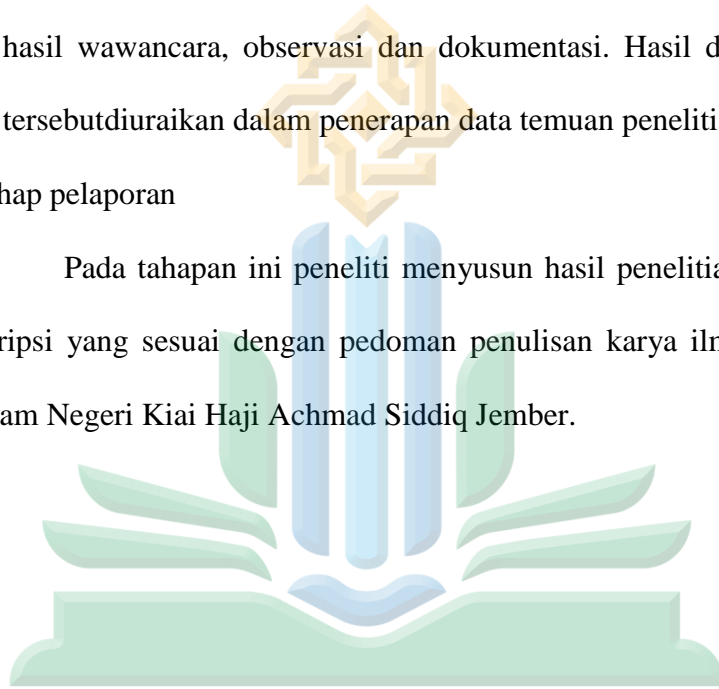 hasil wawancara, observasi dan dokumentasi. Hasil d
tersebutdiuraikan dalam penerapan data temuan peneliti
hap pelaporan
Pada tahapan ini peneliti menyusun hasil penelitia
ripsi yang sesuai dengan pedoman penulisan karya iln
am Negeri Kiai Haji Achmad Siddiq Jember.